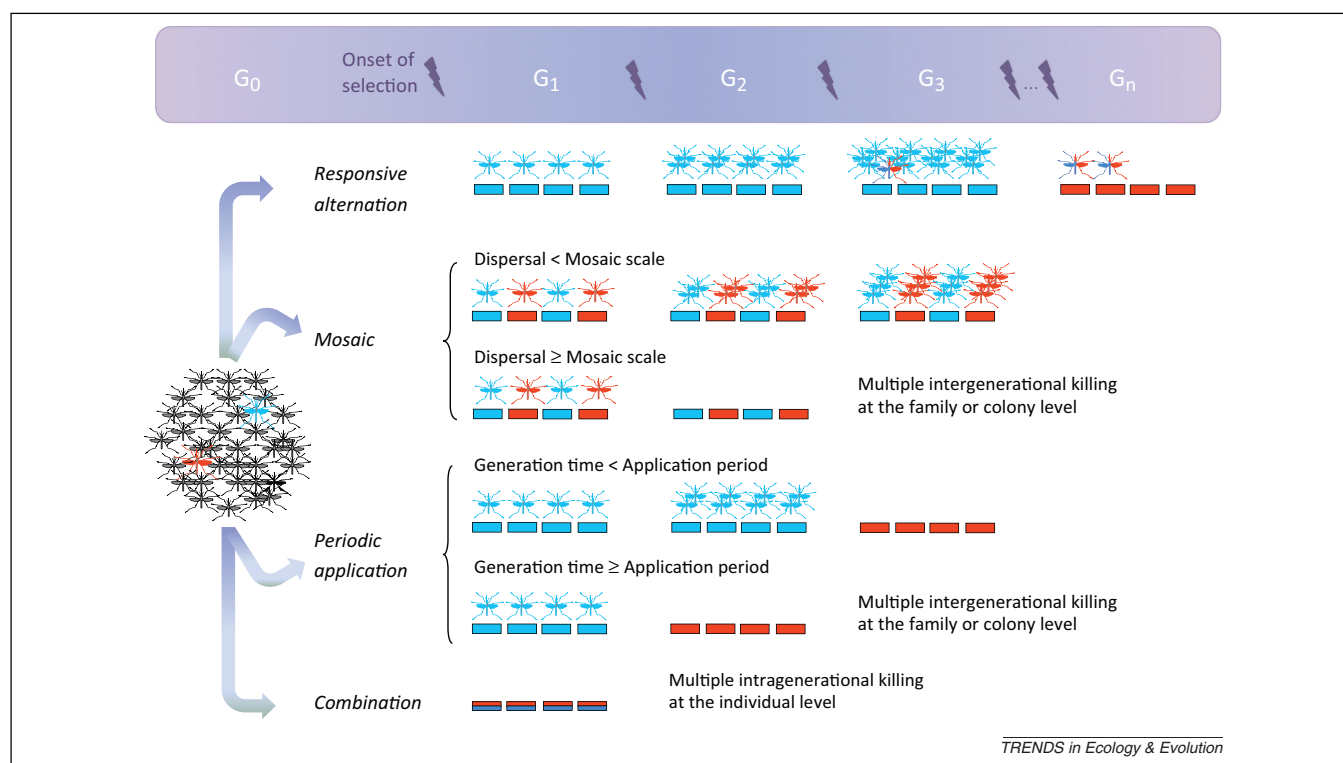 G0
Onset of
selection
G1
G2
G3
...
Gn
Responsive
alternation
Mosaic
Dispersal < Mosaic scale
Dispersal ≥ Mosaic scale
Multiple intergenerational killing
at the family or colony level
Periodic
application
Generation time < Application period
Generation time ≥ Application period
Multiple intergenerational killing
at the family or colony level
Combination
Multiple intragenerational killing
at the individual level
TRENDS in Ecology & Evolution